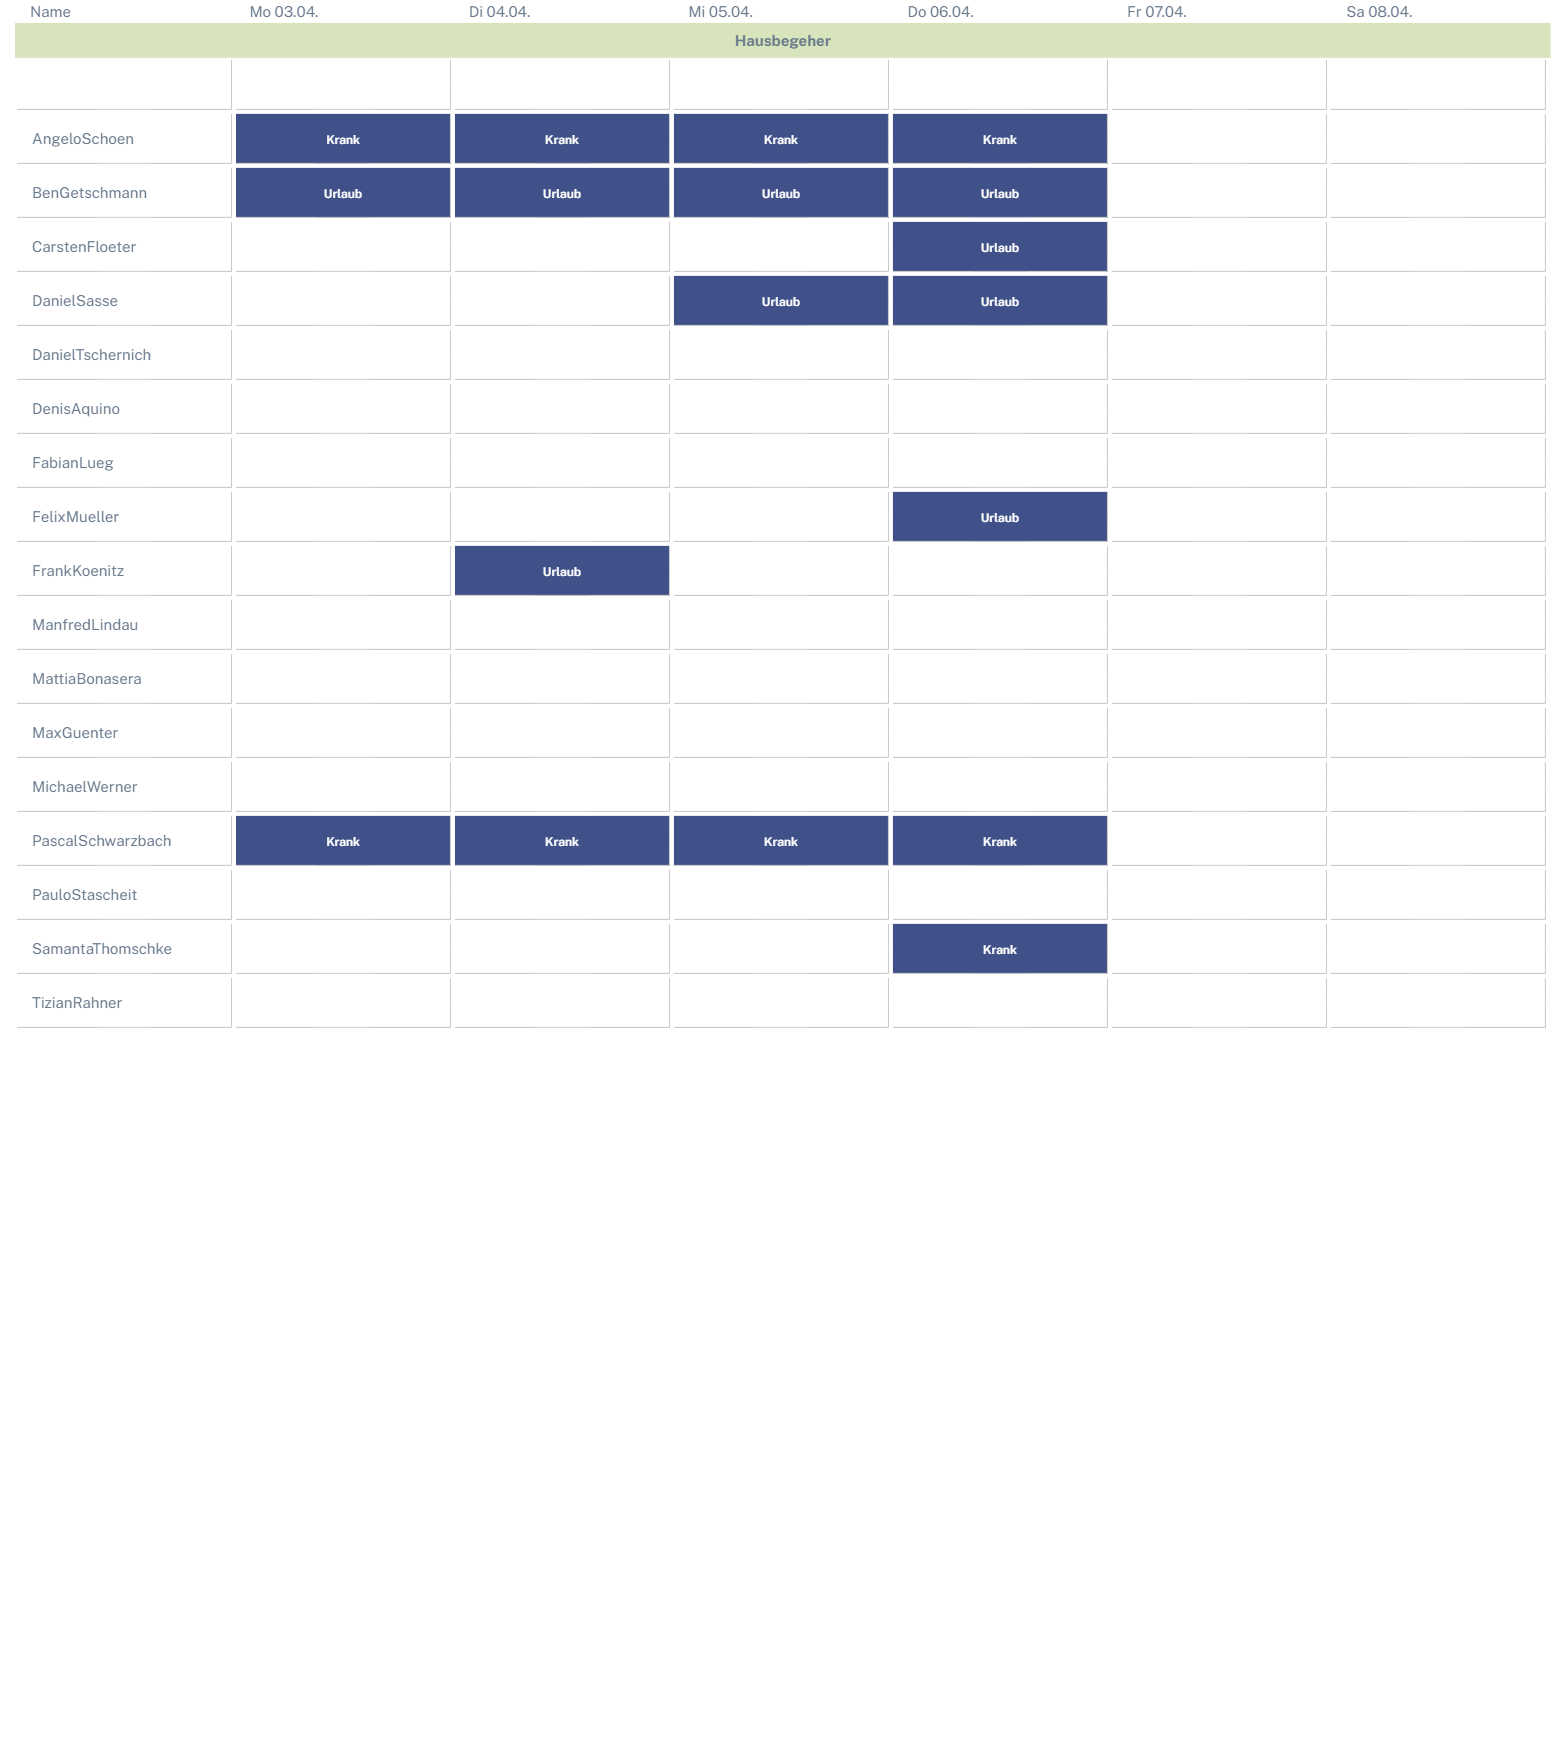 Name Mo 03.04. Di 04.04. Mi 05.04. Do 06.04. Fr 07.04. Sa 08.04.
Hausbegeher
AngeloSchoen Krank Krank Krank Krank
BenGetschmann Urlaub Urlaub Urlaub Urlaub
CarstenFloeter Urlaub
DanielSasse Urlaub Urlaub
DanielTschernich
DenisAquino
FabianLueg
FelixMueller Urlaub
FrankKoenitz Urlaub
ManfredLindau
MattiaBonasera
MaxGuenter
MichaelWerner
PascalSchwarzbach Krank Krank Krank Krank
PauloStascheit
SamantaThomschke Krank
TizianRahner